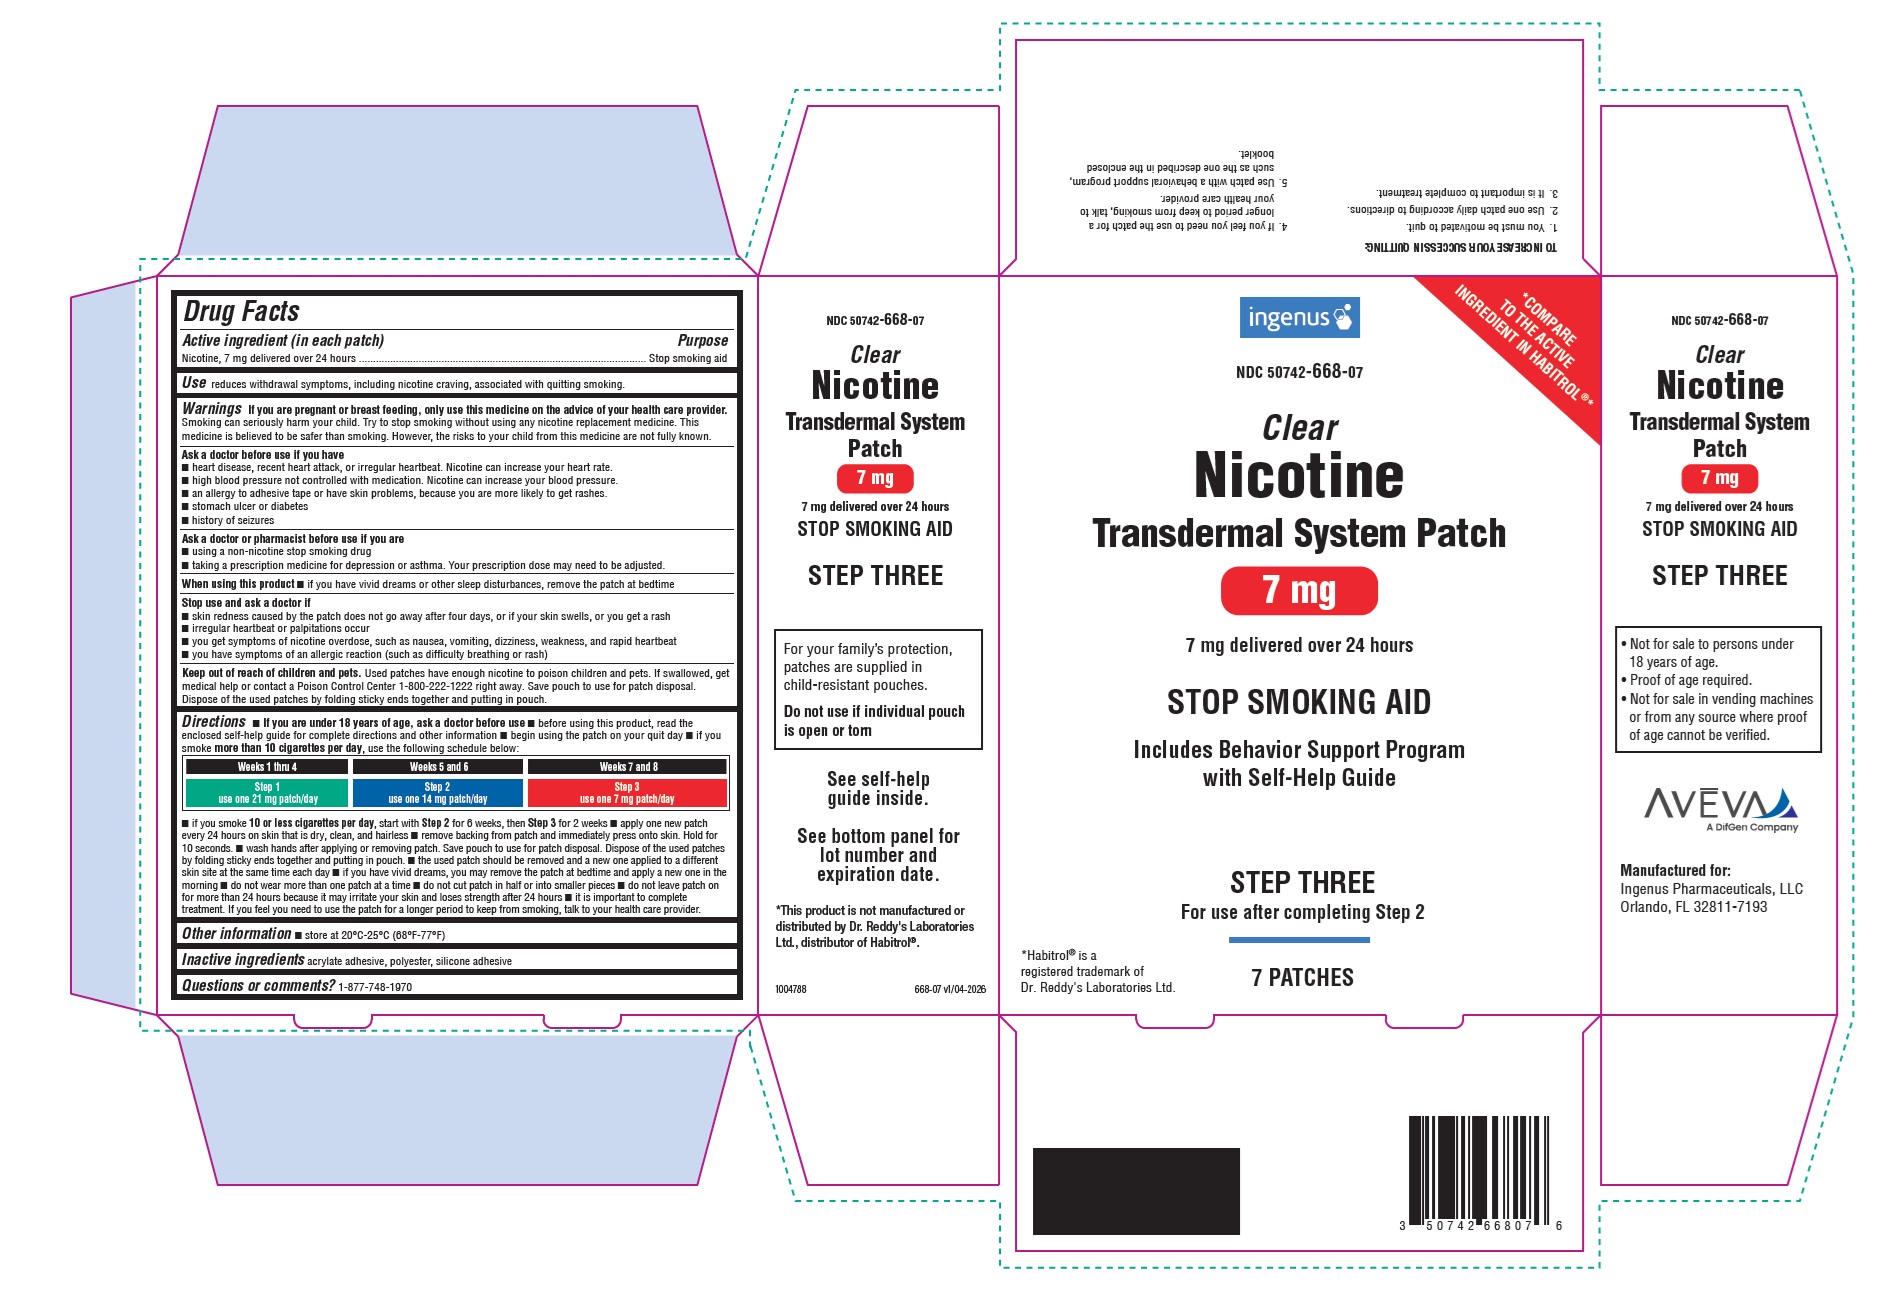 TO INCREASE YOUR SUCCESS IN QUITTING:
1. You must be motivated to quit.
2. Use one patch daily according to directions.
3. It is important to complete treatment.
4. If you feel you need to use the patch for a
longer period to keep from smoking, talk to
your health care provider.
5. Use patch with a behavioral support program,
such as the one described in the enclosed
booklet.
Drug Facts
Active ingredient (in each patch) Purpose
Nicotine, 7 mg delivered over 24 hours ........................................................................................................ Stop smoking aid
Use reduces withdrawal symptoms, including nicotine craving, associated with quitting smoking.
Warnings If you are pregnant or breast feeding, only use this medicine on the advice of your health care provider.
Smoking can seriously harm your child. Try to stop smoking without using any nicotine replacement medicine. This
medicine is believed to be safer than smoking. However, the risks to your child from this medicine are not fully known.
Ask a doctor before use if you have
■ heart disease, recent heart attack, or irregular heartbeat. Nicotine can increase your heart rate.
■ high blood pressure not controlled with medication. Nicotine can increase your blood pressure.
■ an allergy to adhesive tape or have skin problems, because you are more likely to get rashes.
■ stomach ulcer or diabetes
■ history of seizures
Ask a doctor or pharmacist before use if you are
■ using a non-nicotine stop smoking drug
■ taking a prescription medicine for depression or asthma. Your prescription dose may need to be adjusted.
When using this product ■ if you have vivid dreams or other sleep disturbances, remove the patch at bedtime
Stop use and ask a doctor if
■ skin redness caused by the patch does not go away after four days, or if your skin swells, or you get a rash
■ irregular heartbeat or palpitations occur
■ you get symptoms of nicotine overdose, such as nausea, vomiting, dizziness, weakness, and rapid heartbeat
■ you have symptoms of an allergic reaction (such as difficulty breathing or rash)
Keep out of reach of children and pets. Used patches have enough nicotine to poison children and pets. If swallowed, get
medical help or contact a Poison Control Center 1-800-222-1222 right away. Save pouch to use for patch disposal.
Dispose of the used patches by folding sticky ends together and putting in pouch.
Directions ■ If you are under 18 years of age, ask a doctor before use ■ before using this product, read the
enclosed self-help guide for complete directions and other information ■ begin using the patch on your quit day ■ if you
smoke more than 10 cigarettes per day, use the following schedule below:
Weeks 1 thru 4 Weeks 5 and 6 Weeks 7 and 8
Step 1 Step 2 Step 3
use one 21 mg patch/day use one 14 mg patch/day use one 7 mg patch/day
■ if you smoke 10 or less cigarettes per day, start with Step 2 for 6 weeks, then Step 3 for 2 weeks ■ apply one new patch
every 24 hours on skin that is dry, clean, and hairless ■ remove backing from patch and immediately press onto skin. Hold for
10 seconds. ■ wash hands after applying or removing patch. Save pouch to use for patch disposal. Dispose of the used patches
by folding sticky ends together and putting in pouch. ■ the used patch should be removed and a new one applied to a different
skin site at the same time each day ■ if you have vivid dreams, you may remove the patch at bedtime and apply a new one in the
morning ■ do not wear more than one patch at a time ■ do not cut patch in half or into smaller pieces ■ do not leave patch on
for more than 24 hours because it may irritate your skin and loses strength after 24 hours ■ it is important to complete
treatment. If you feel you need to use the patch for a longer period to keep from smoking, talk to your health care provider.
Other information ■ store at 20°C-25°C (68°F-77°F)
Inactive ingredients acrylate adhesive, polyester, silicone adhesive
Questions or comments? 1-877-748-1970
NDC 50742-668-07
Clear
Nicotine
Transdermal System
Patch
7 mg
7 mg delivered over 24 hours
STOP SMOKING AID
STEP THREE
For your family's protection,
patches are supplied in
child-resistant pouches.
Do not use if individual pouch
is open or torn
See self-help
guide inside.
See bottom panel for
lot number and
expiration date.
*This product is not manufactured or
distributed by Dr. Reddy's Laboratories
Ltd., distributor of Habitrol®.
1004788 668-07 v1/04-2026
ingenus
*COMPARE
TO THE ACTIVE
INGREDIENT IN HABITROL®*
NDC 50742-668-07
Clear
Nicotine
Transdermal System Patch
7 mg
7 mg delivered over 24 hours
STOP SMOKING AID
Includes Behavior Support Program
with Self-Help Guide
STEP THREE
For use after completing Step 2
*Habitrol® is a
registered trademark of
Dr. Reddy's Laboratories Ltd.
7 PATCHES
NDC 50742-668-07
Clear
Nicotine
Transdermal System
Patch
7 mg
7 mg delivered over 24 hours
STOP SMOKING AID
STEP THREE
• Not for sale to persons under
18 years of age.
• Proof of age required.
• Not for sale in vending machines
or from any source where proof
of age cannot be verified.
AVĒVA
A DifGen Company
Manufactured for:
Ingenus Pharmaceuticals, LLC
Orlando, FL 32811-7193
3 50742 66807 6